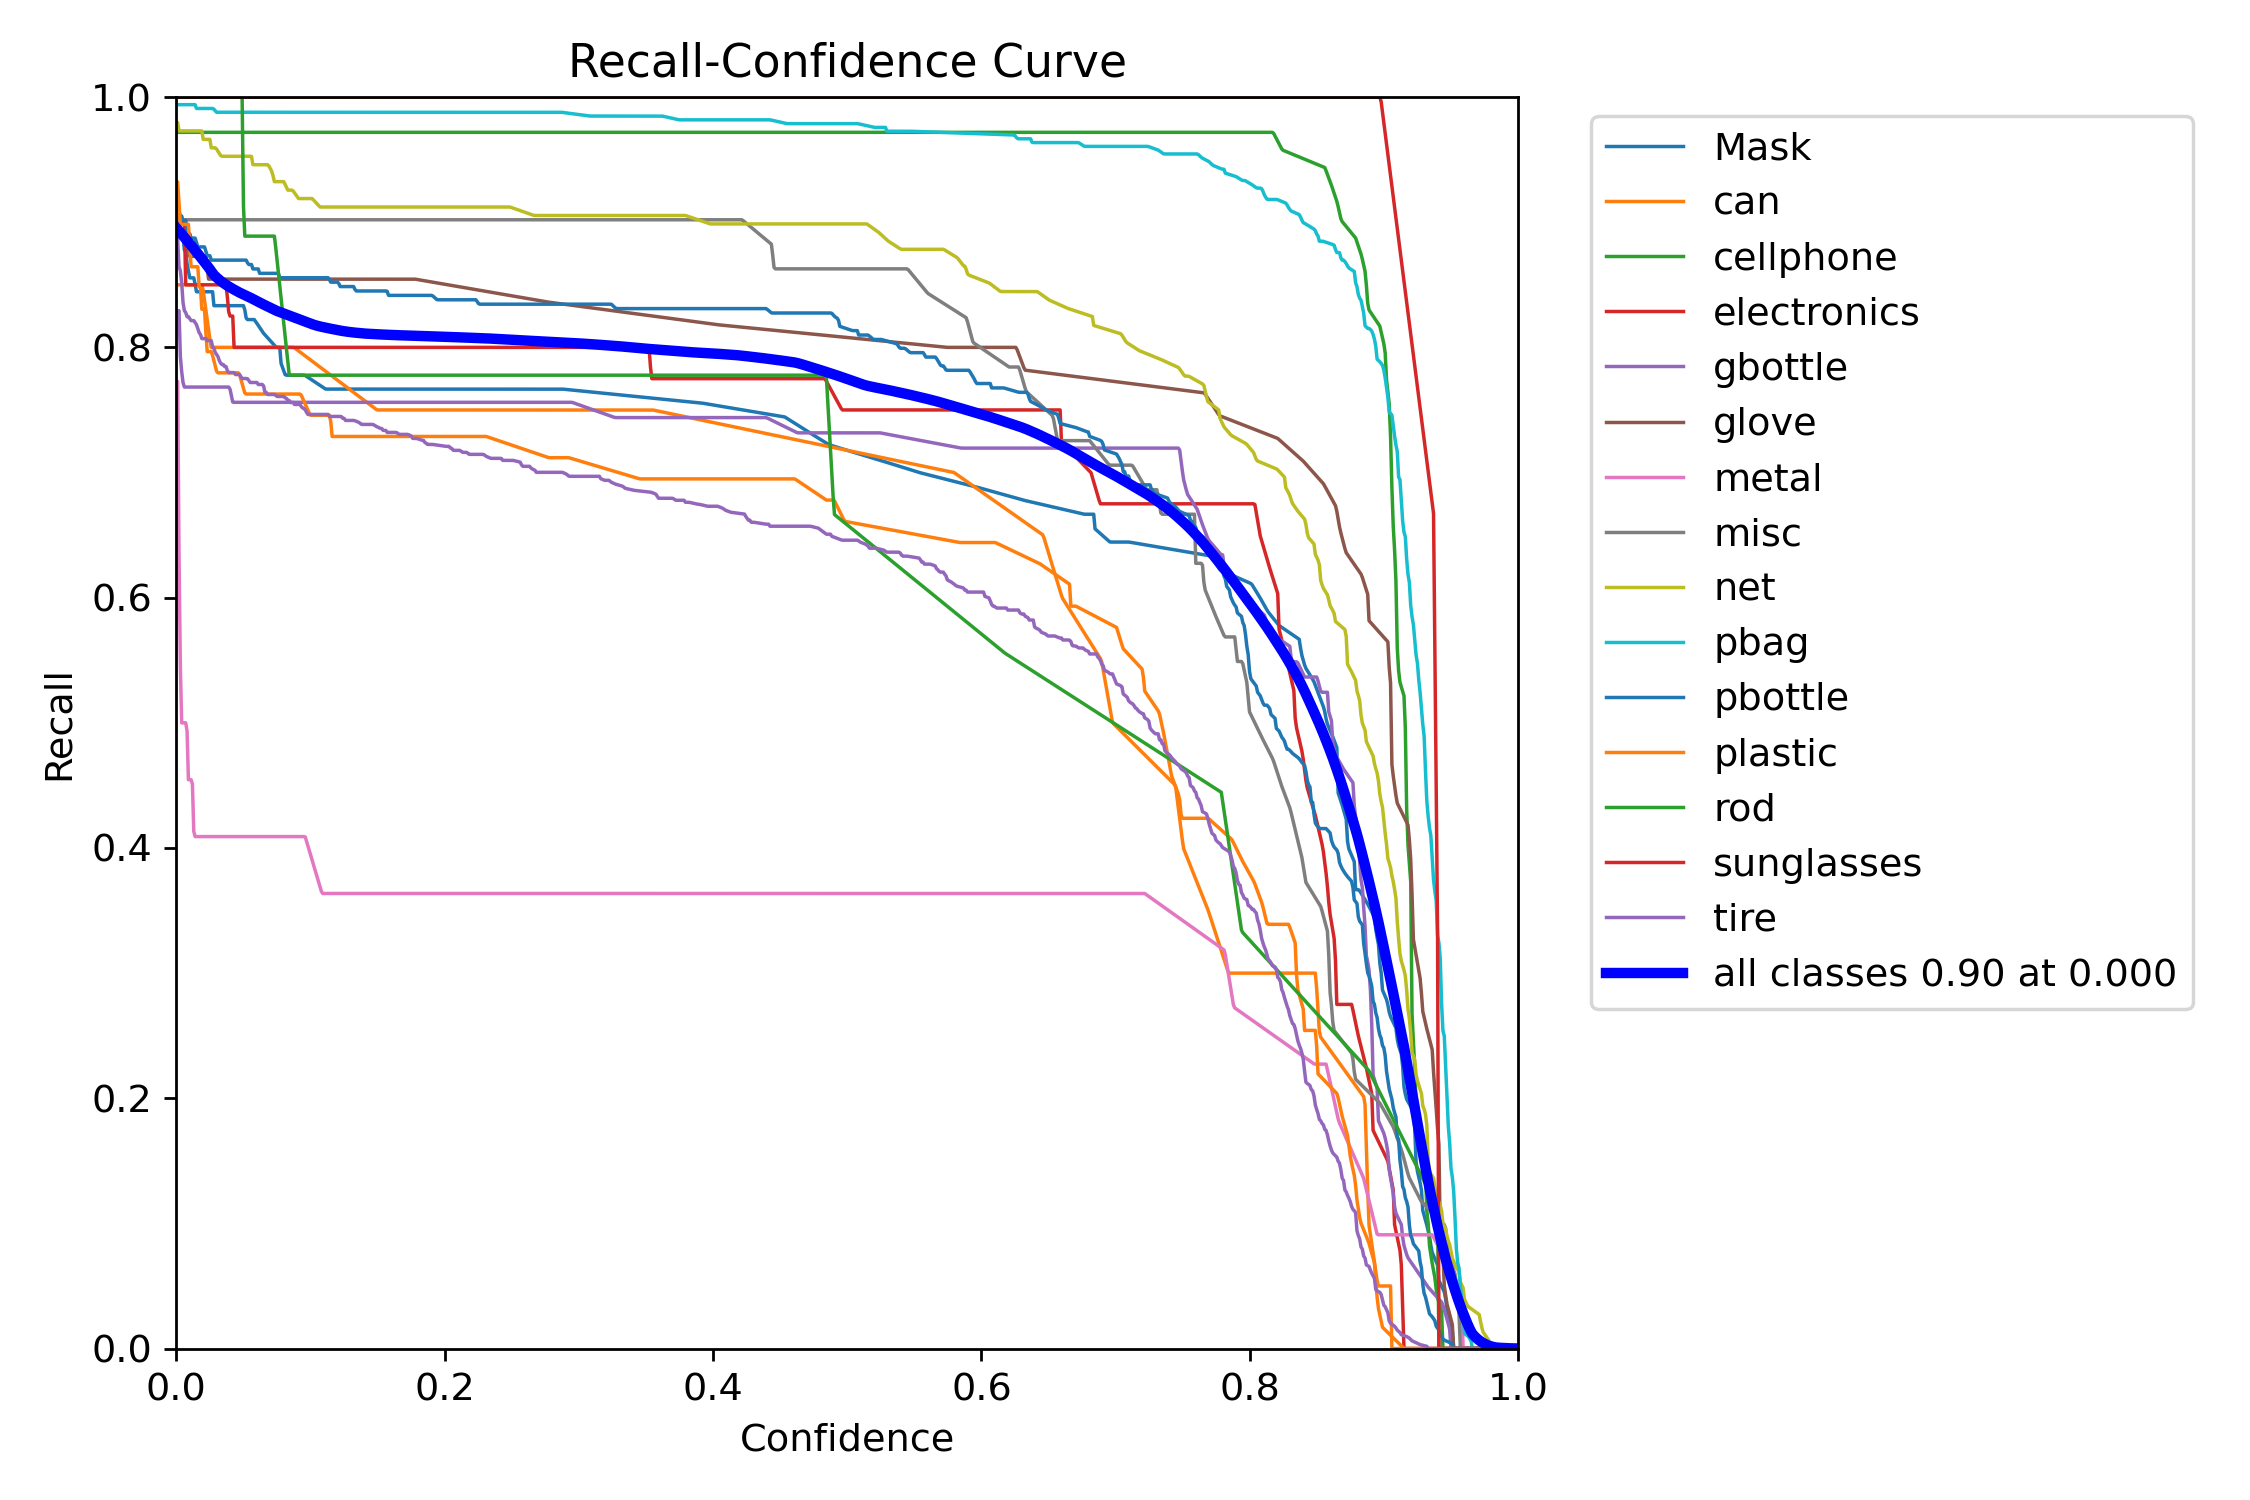 Recall-Confidence Curve
1.0
0.8
0.6
0.4
0.2
0.0
Recall
0.0 0.2 0.4 0.6 0.8 1.0
Confidence
Mask
can
cellphone
electronics
gbottle
glove
metal
misc
net
pbag
pbottle
plastic
rod
sunglasses
tire
all classes 0.90 at 0.000